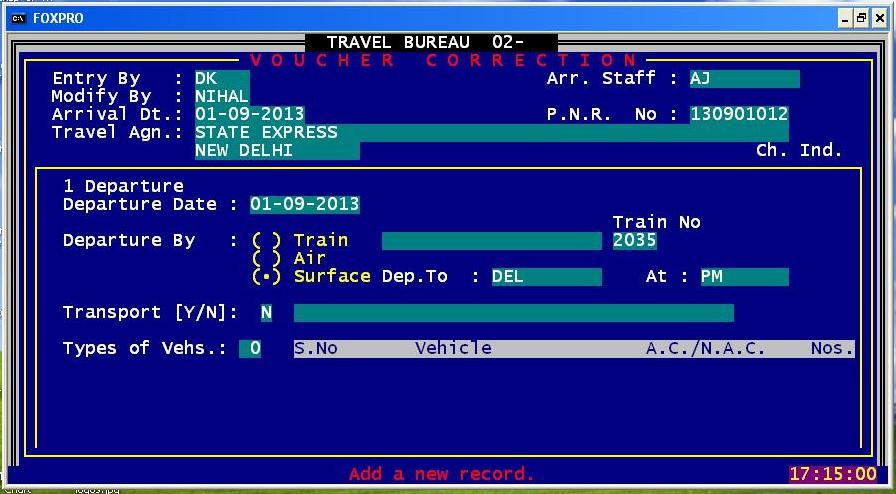 FOXPRO
TRAVEL BUREAU 02-
VOUCHER CORRECTION
Entry By : DK Arr. Staff : AJ
Modify By : NIHAL
Arrival Dt.: 01-09-2013 P.N.R. No : 130901012
Travel Agn.: STATE EXPRESS
NEW DELHI Ch. Ind.
1 Departure
Departure Date : 01-09-2013
Train No
Departure By : ( ) Train 2035
( ) Air
(•) Surface Dep.To : DEL At : PM
Transport [Y/N]: N
Types of Vehs.: 0 S.No Vehicle A.C./N.A.C. Nos.
Add a new record. 17:15:00